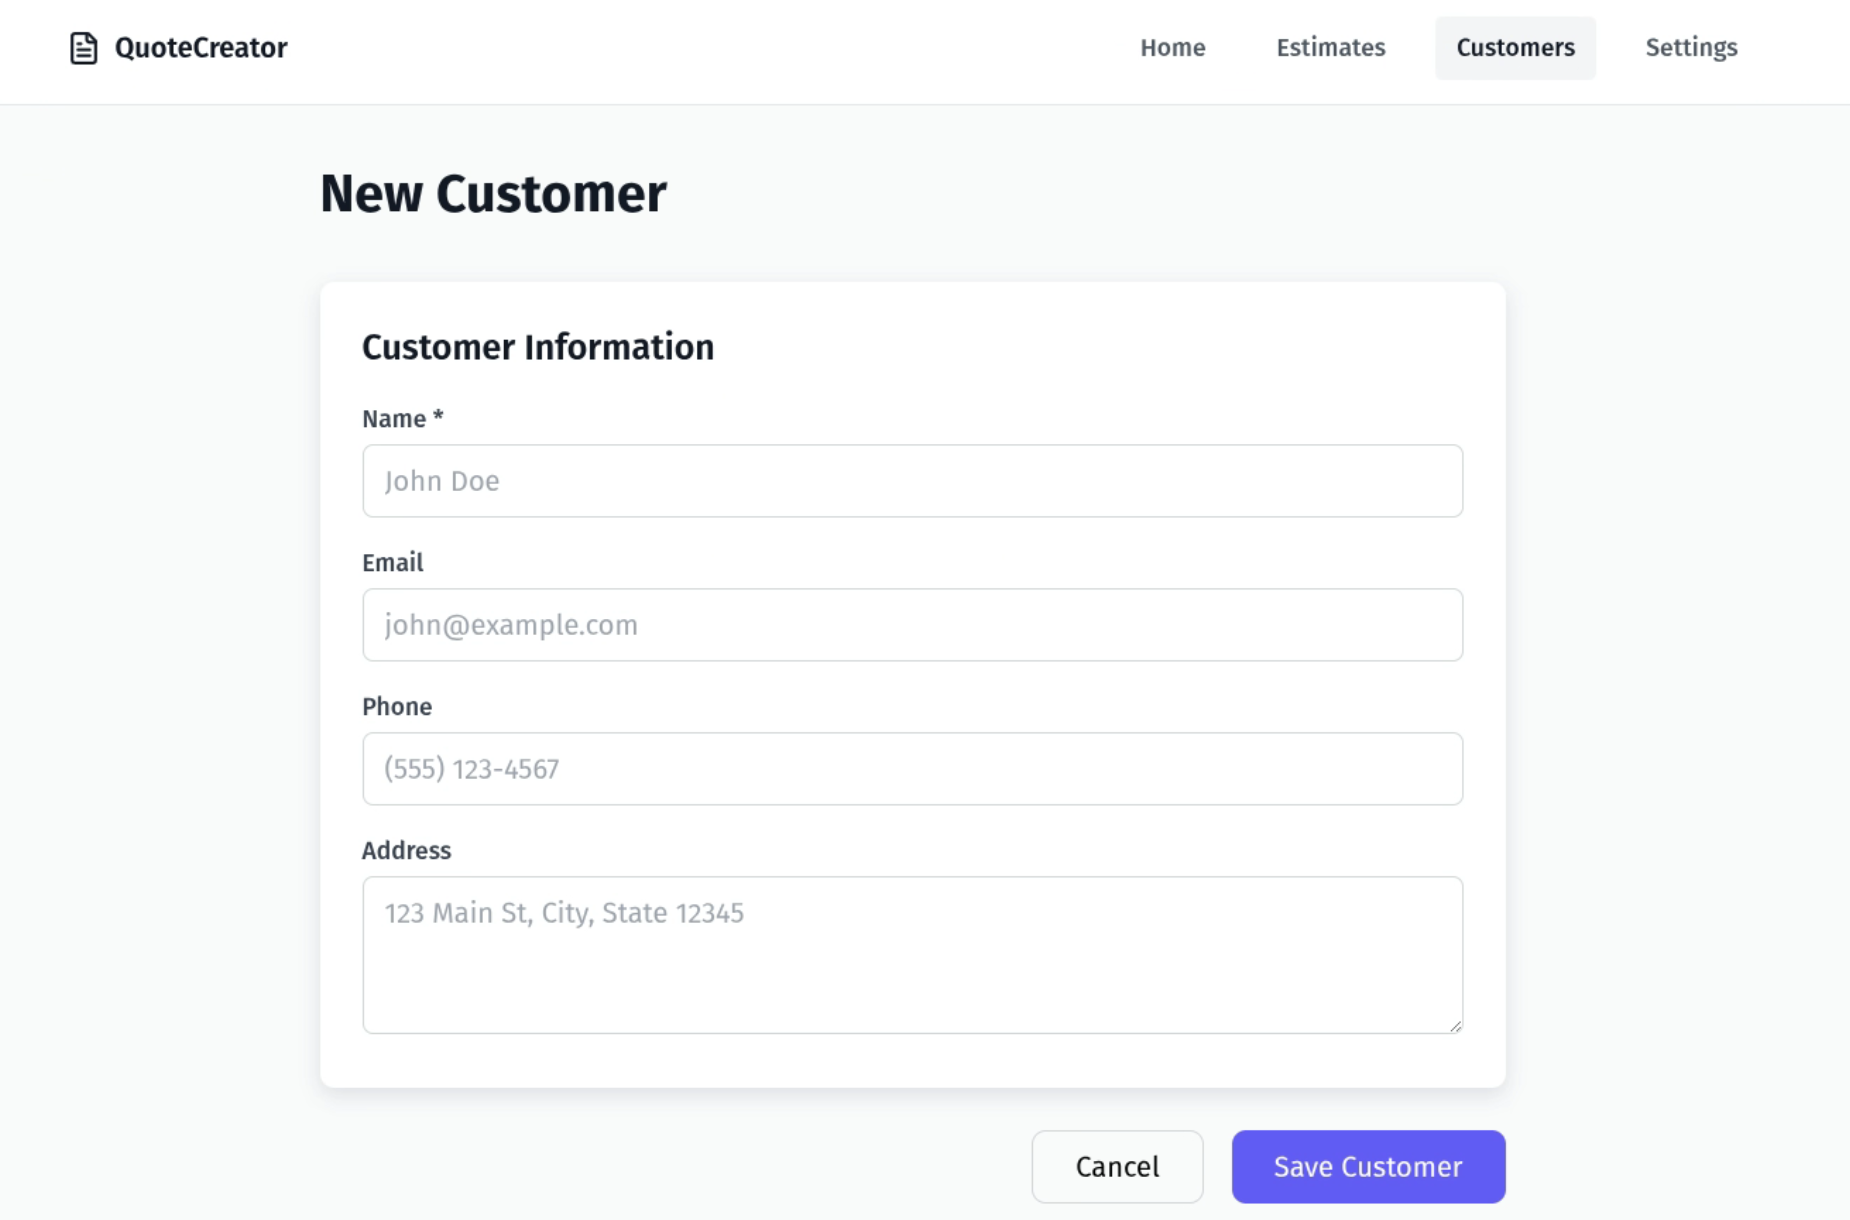 QuoteCreator
Home Estimates Customers Settings
New Customer
Customer Information
Name *
John Doe
Email
john@example.com
Phone
(555) 123-4567
Address
123 Main St, City, State 12345
Cancel Save Customer